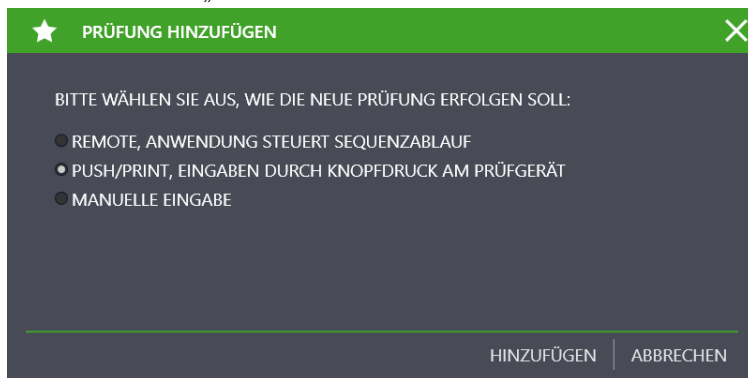 „
PRÜFUNG HINZUFÜGEN
BITTE WÄHLEN SIE AUS, WIE DIE NEUE PRÜFUNG ERFOLGEN SOLL:
REMOTE, ANWENDUNG STEUERT SEQUENZABLAUF
PUSH/PRINT, EINGABEN DURCH KNOPFDRUCK AM PRÜFGERÄT
MANUELLE EINGABE
HINZUFÜGEN ABBRECHEN